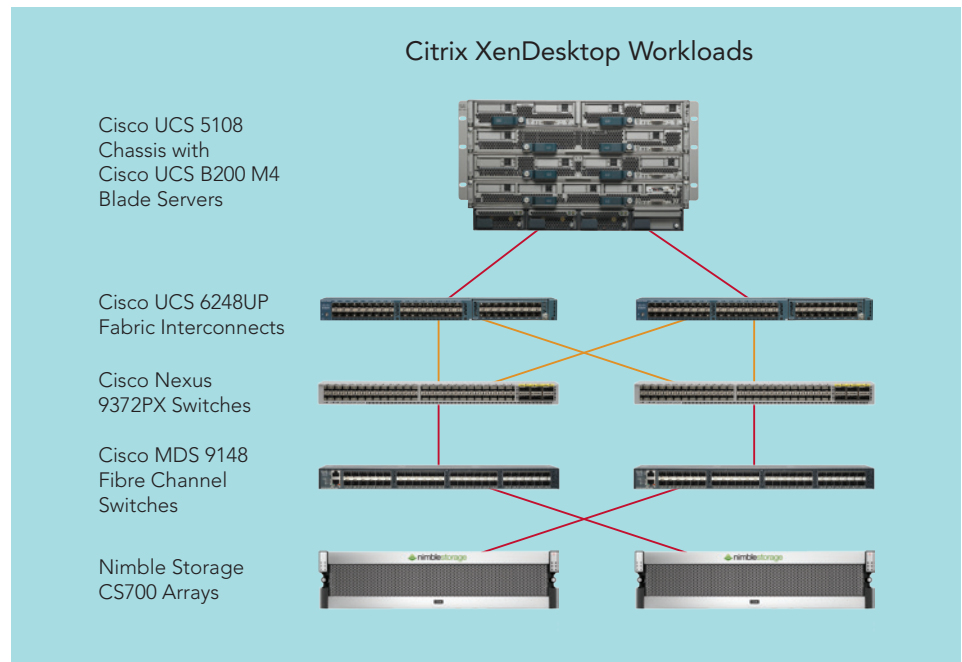 Citrix XenDesktop Workloads
Cisco UCS 5108
Chassis with
Cisco UCS B200 M4
Blade Servers
Cisco UCS 6248UP
Fabric Interconnects
Cisco Nexus
9372PX Switches
Cisco MDS 9148
Fibre Channel
Switches
Nimble Storage
CS700 Arrays
nimblestorage
nimblestorage